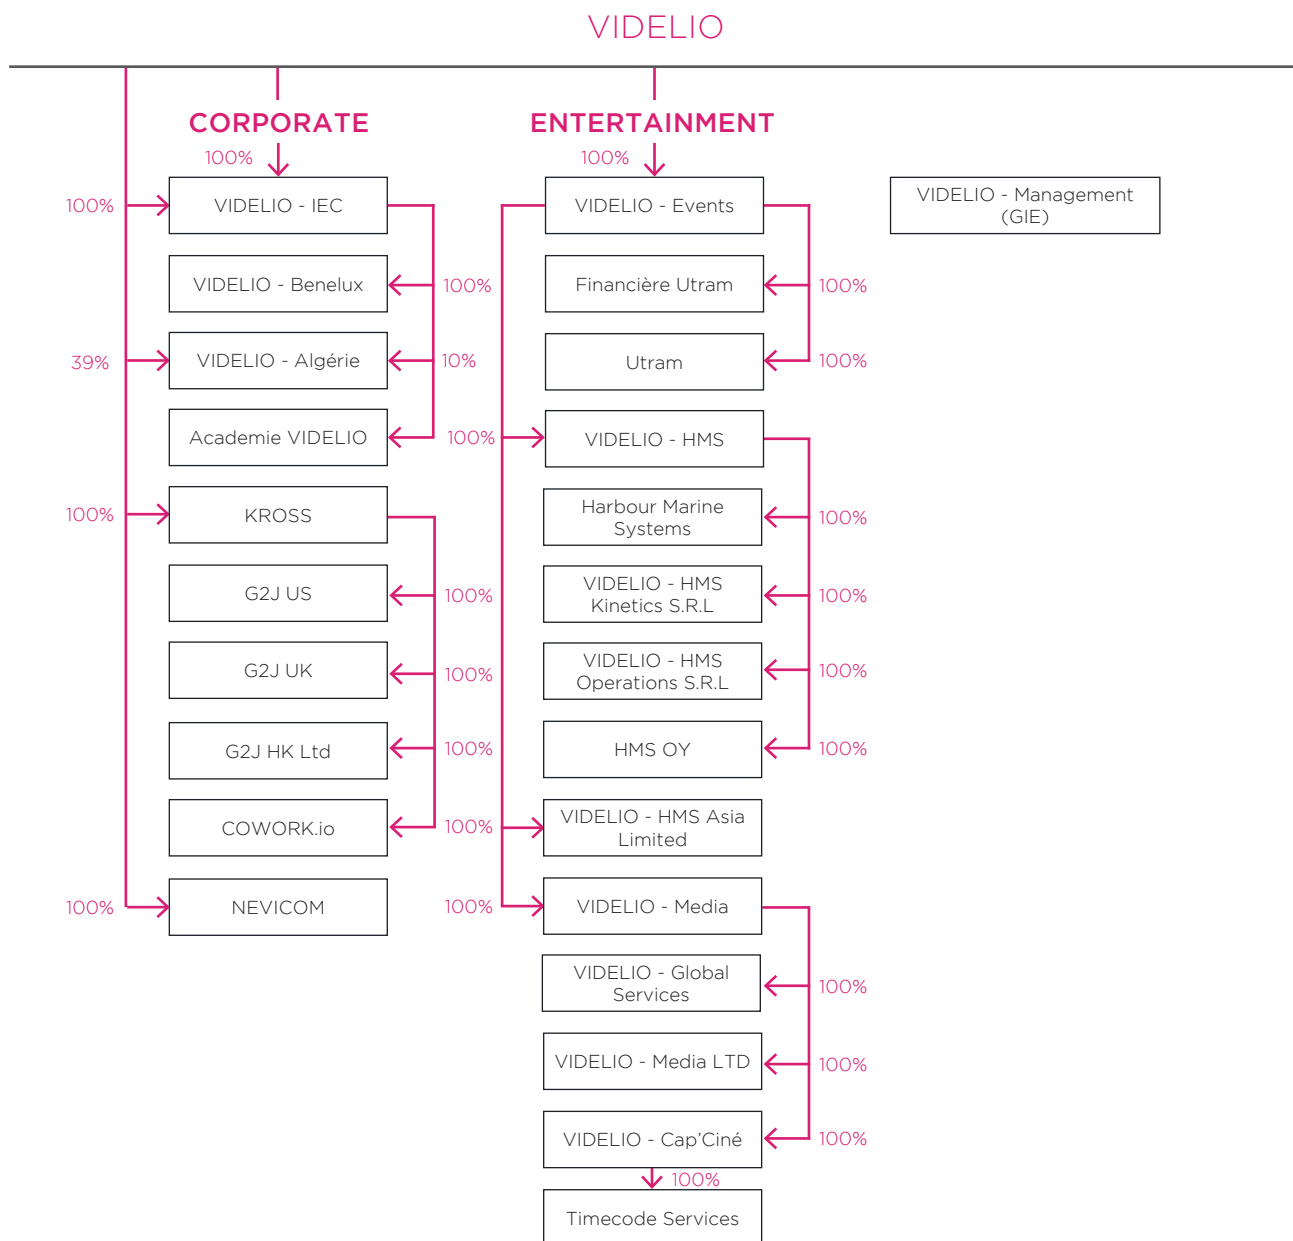 VIDELIO
CORPORATE
ENTERTAINMENT
100%
100%
100%
VIDELIO - IEC
VIDELIO - Events
VIDELIO - Management
(GIE)
VIDELIO - Benelux
100%
Financière Utram
100%
39%
VIDELIO - Algérie
10%
Utram
100%
Academie VIDELIO
100%
VIDELIO - HMS
100%
KROSS
Harbour Marine
Systems
100%
G2J US
100%
VIDELIO - HMS
Kinetics S.R.L
100%
G2J UK
100%
VIDELIO - HMS
Operations S.R.L
100%
G2J HK Ltd
100%
HMS OY
100%
COWORK.io
100%
VIDELIO - HMS Asia
Limited
100%
NEVICOM
100%
VIDELIO - Media
VIDELIO - Global
Services
100%
VIDELIO - Media LTD
100%
VIDELIO - Cap'Ciné
100%
100%
Timecode Services